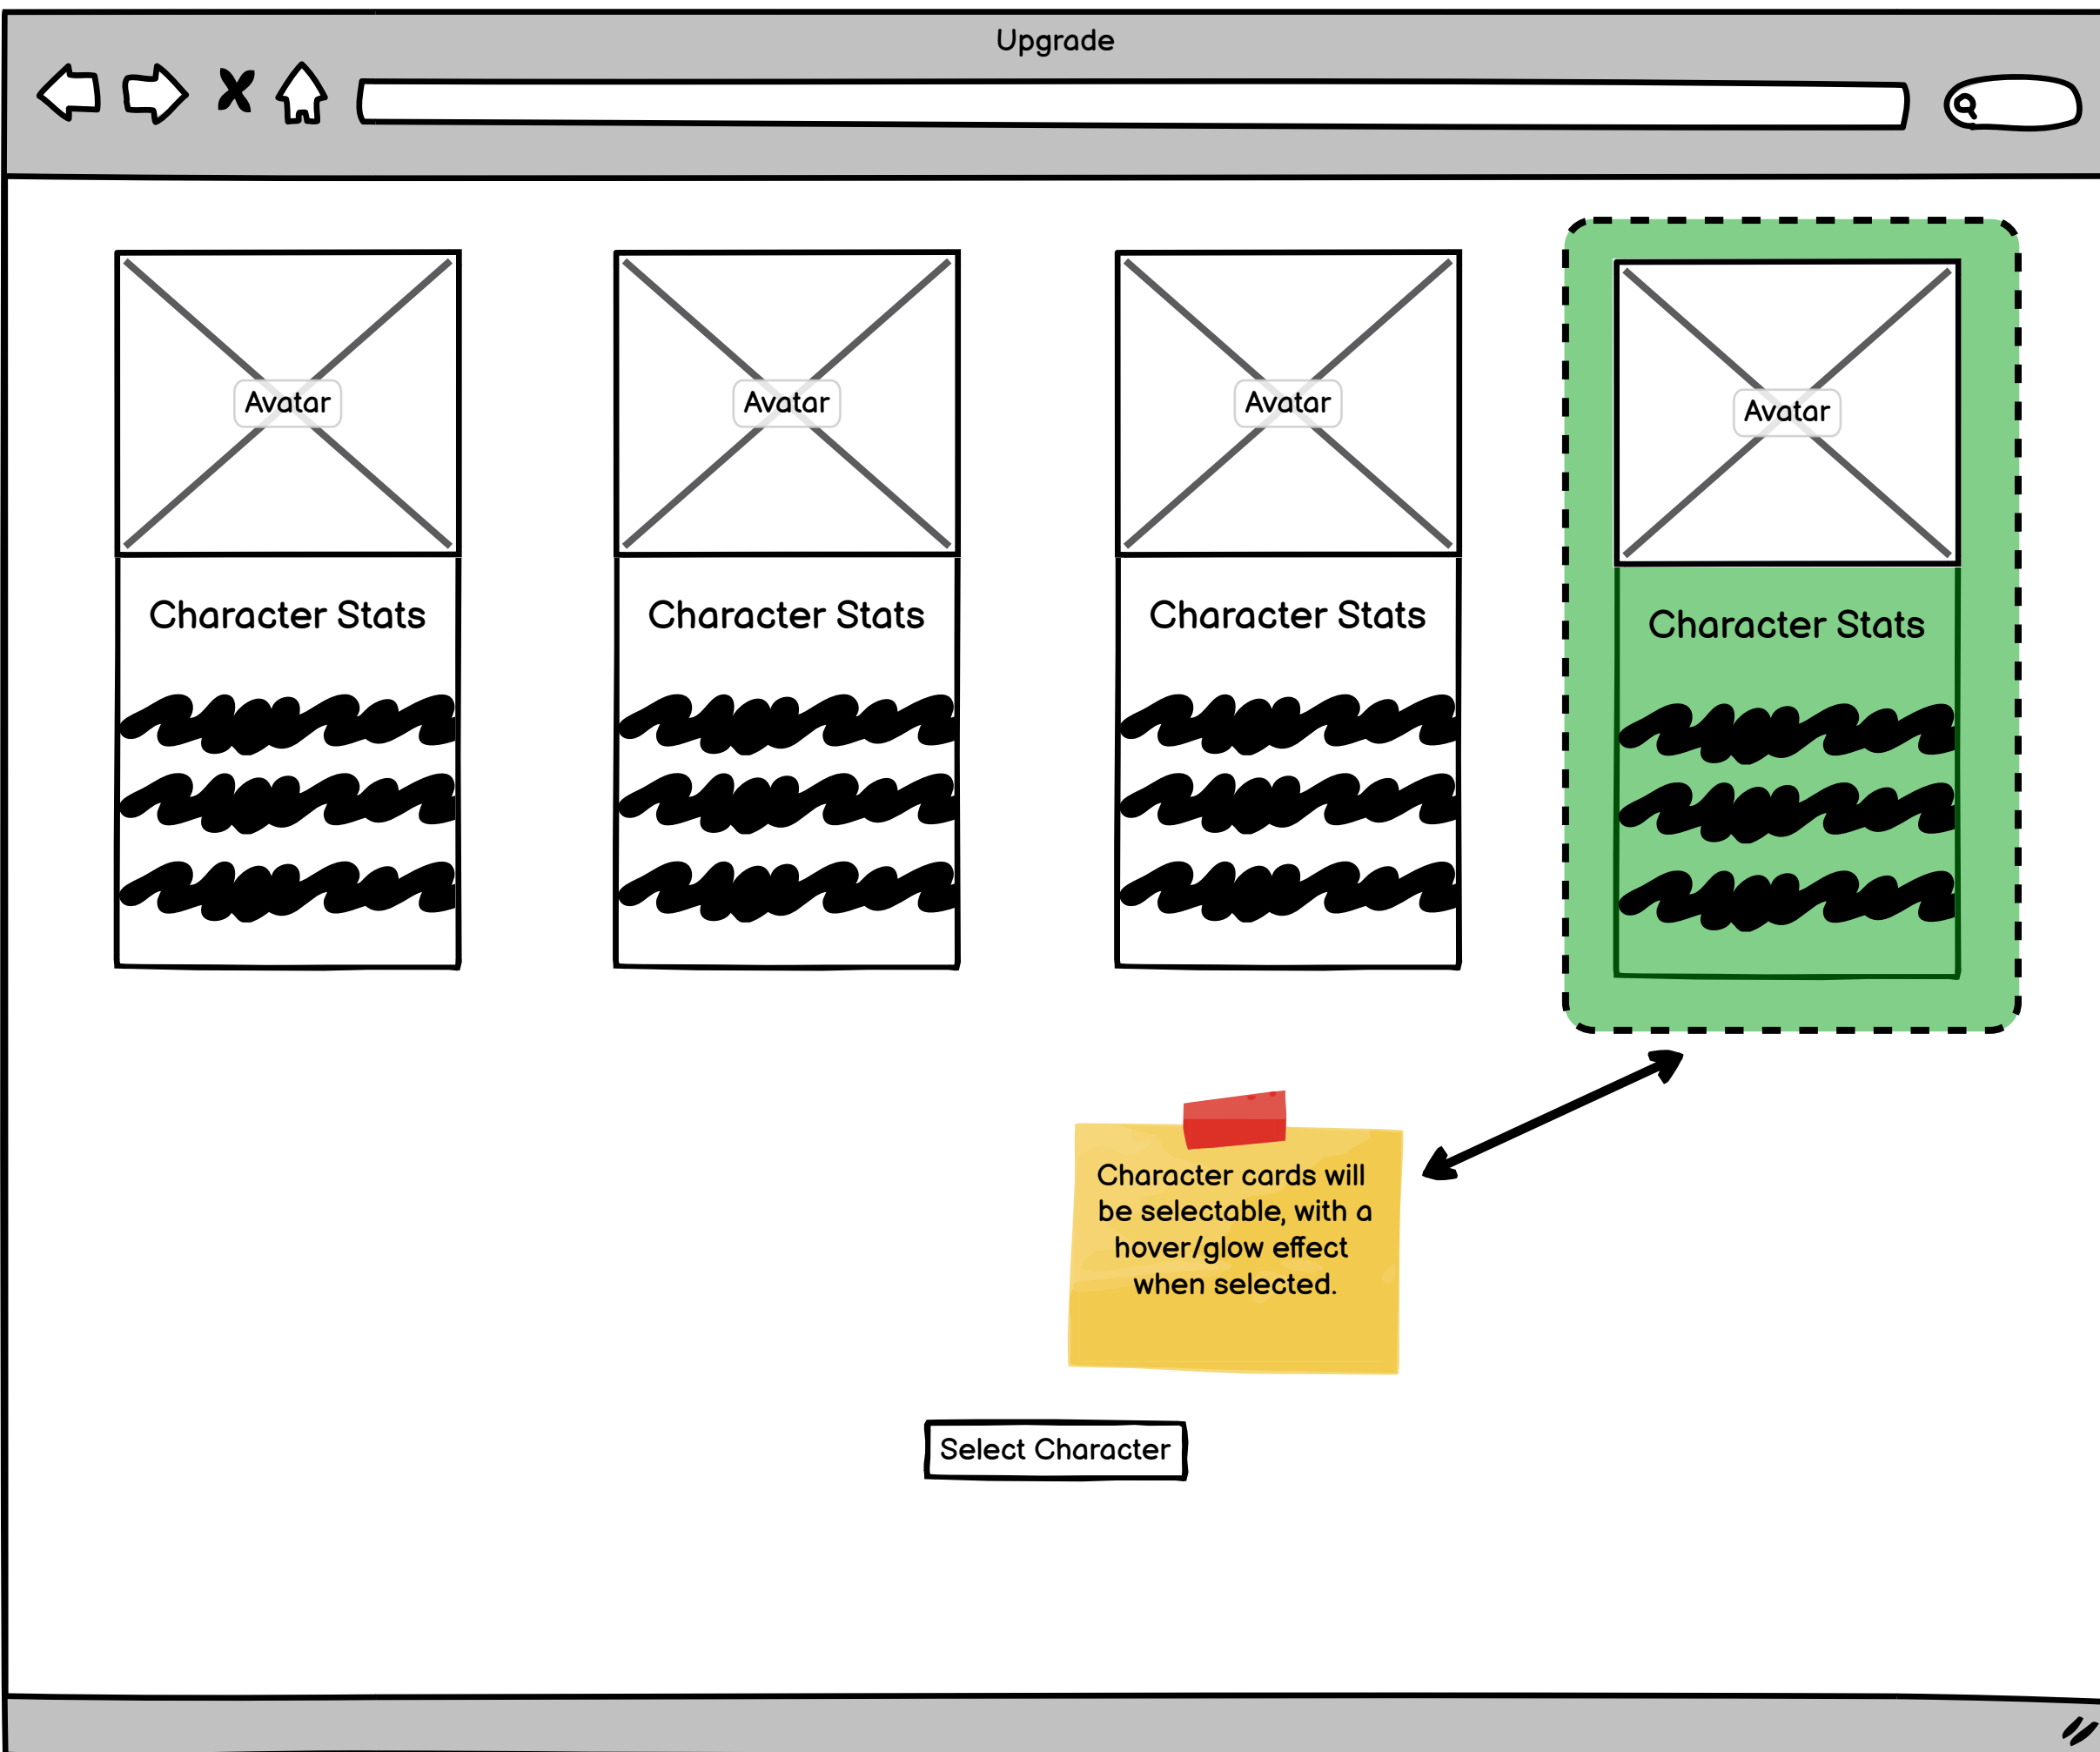 Upgrade
Avatar
Avatar
Avatar
Avatar
Character Stats
Character Stats
Character Stats
Character Stats
Character cards will
be selectable, with a
hover/glow effect
when selected.
Select Character